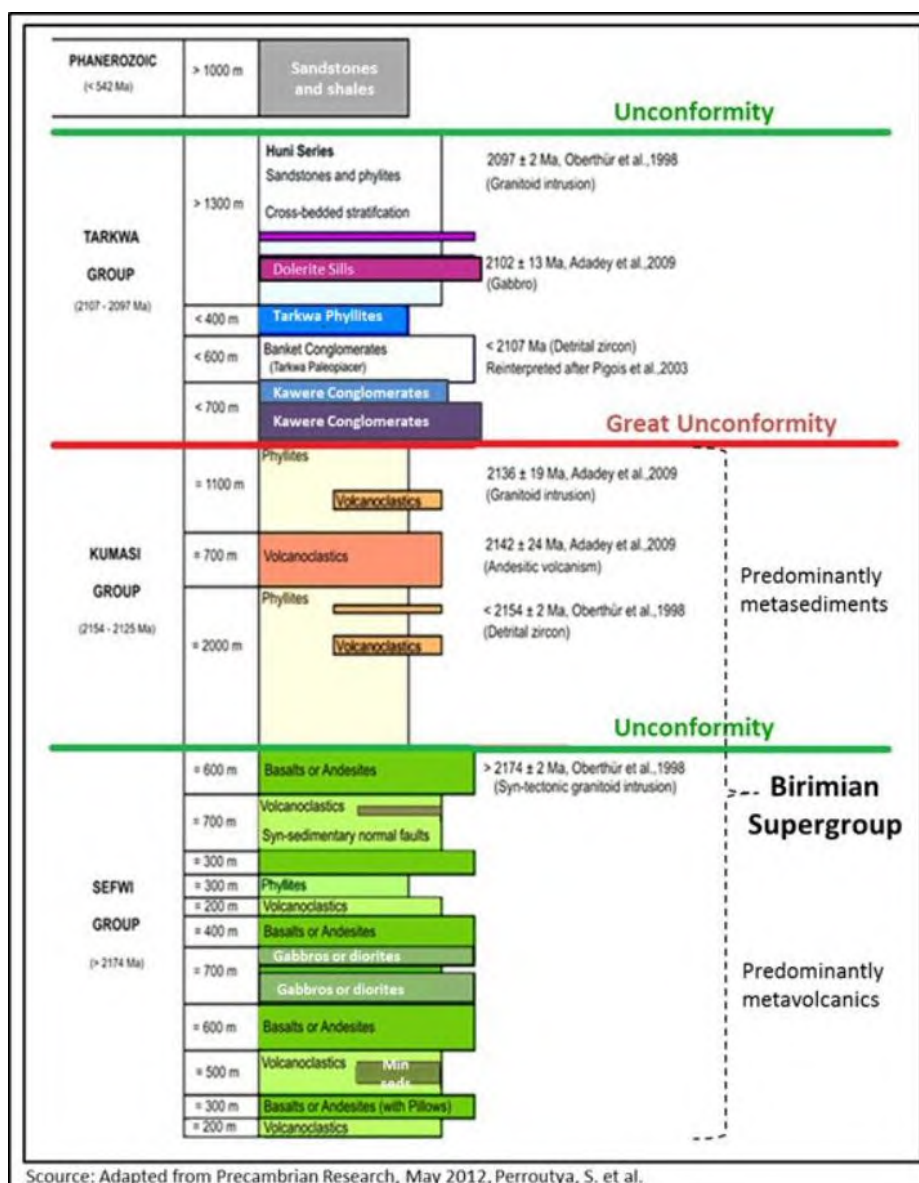 PHANEROZOIC
(< 542 Ma)
> 1000 m
Sandstones
and shales
Unconformity
TARKWA
GROUP
(2107 - 2097 Ma)
> 1300 m
Huni Series
Sandstones and phylites
Cross-bedded stratifcation
2097 ± 2 Ma, Oberthür et al.,1998
(Granitoid intrusion)
Dolerite Sills
2102 ± 13 Ma, Adadey et al.,2009
(Gabbro)
< 400 m
Tarkwa Phyllites
< 600 m
Banket Conglomerates
(Tarkwa Paleoplacer)
< 2107 Ma (Detrital zircon)
Reinterpreted after Pigois et al.,2003
< 700 m
Kawere Conglomerates
Kawere Conglomerates
Great Unconformity
KUMASI
GROUP
(2154 - 2125 Ma)
= 1100 m
Phyllites
Volcanoclastics
2136 ± 19 Ma, Adadey et al.,2009
(Granitoid intrusion)
= 700 m
Volcanoclastics
2142 ± 24 Ma, Adadey et al.,2009
(Andesitic volcanism)
= 2000 m
Phyllites
Volcanoclastics
< 2154 ± 2 Ma, Oberthür et al.,1998
(Detrital zircon)
Predominantly
metasediments
Unconformity
SEFWI
GROUP
(> 2174 Ma)
= 600 m
Basalts or Andesites
> 2174 ± 2 Ma, Oberthür et al.,1998
(Syn-tectonic granitoid intrusion)
Birimian
Supergroup
= 700 m
Volcanoclastics
Syn-sedimentary normal faults
= 300 m
= 300 m
Phyllites
= 200 m
Volcanoclastics
= 400 m
Basalts or Andesites
= 700 m
Gabbros or diorites
Gabbros or diorites
Predominantly
metavolcanics
= 600 m
Basalts or Andesites
= 500 m
Volcanoclastics
Min
seds
= 300 m
Basalts or Andesites (with Pillows)
= 200 m
Volcanoclastics
Scource: Adapted from Precambrian Research, May 2012, Perroutya, S. et al.